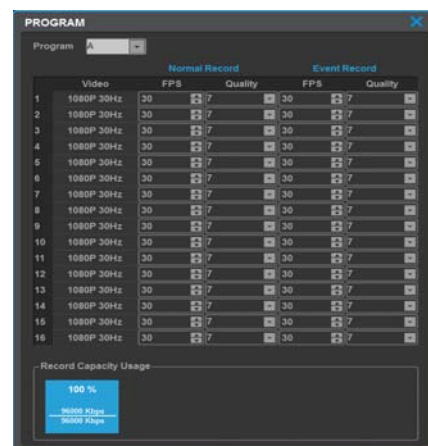 PROGRAM
Program A
Normal Record Event Record
Video FPS Quality FPS Quality
1 1080P 30Hz 30 7 30 7
2 1080P 30Hz 30 7 30 7
3 1080P 30Hz 30 7 30 7
4 1080P 30Hz 30 7 30 7
5 1080P 30Hz 30 7 30 7
6 1080P 30Hz 30 7 30 7
7 1080P 30Hz 30 7 30 7
8 1080P 30Hz 30 7 30 7
9 1080P 30Hz 30 7 30 7
10 1080P 30Hz 30 7 30 7
11 1080P 30Hz 30 7 30 7
12 1080P 30Hz 30 7 30 7
13 1080P 30Hz 30 7 30 7
14 1080P 30Hz 30 7 30 7
15 1080P 30Hz 30 7 30 7
16 1080P 30Hz 30 7 30 7
Record Capacity Usage
100 %
96000 Kbps
96000 Kbps